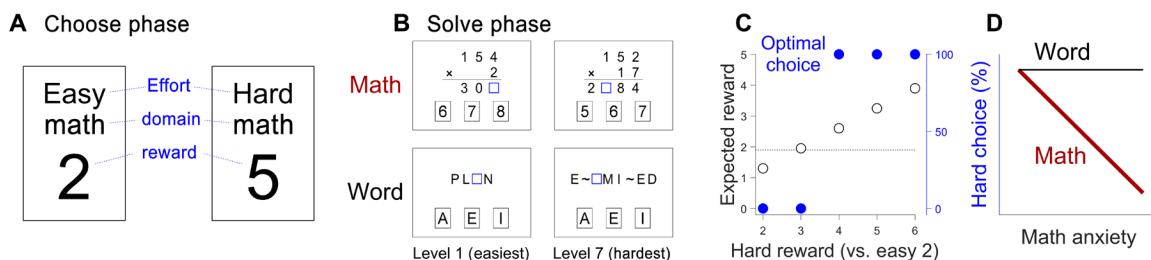 A Choose phase
Easy
math
2
Effort
domain
reward
Hard
math
5
B Solve phase
Math
1 5 4
× 2
3 0 □
6 7 8
1 5 2
× 1 7
2 □ 8 4
5 6 7
Word
P L □ N
A E I
E ~ □ M I ~ E D
A E I
Level 1 (easiest)
Level 7 (hardest)
C
Optimal
choice
Expected reward
5
4
3
2
1
0
100
50
0
2 3 4 5 6
Hard reward (vs. easy 2)
D
Hard choice (%)
Word
Math
Math anxiety